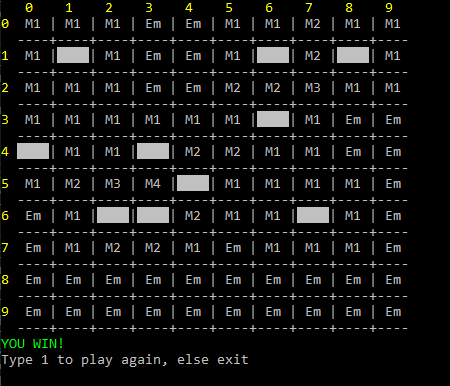 0 1 2 3 4 5 6 7 8 9
0 M1 | M1 | M1 | Em | Em | M1 | M1 | M2 | M1 | M1
----+----+----+----+----+----+----+----+----+----
1 M1 | | M1 | Em | Em | M1 | | M2 | | M1
----+----+----+----+----+----+----+----+----+----
2 M1 | M1 | M1 | Em | Em | M2 | M2 | M3 | M1 | M1
----+----+----+----+----+----+----+----+----+----
3 M1 | M1 | M1 | M1 | M1 | M1 | | M1 | Em | Em
----+----+----+----+----+----+----+----+----+----
4 | M1 | M1 | | M2 | M2 | M1 | M1 | Em | Em
----+----+----+----+----+----+----+----+----+----
5 M1 | M2 | M3 | M4 | | M1 | M1 | M1 | M1 | Em
----+----+----+----+----+----+----+----+----+----
6 Em | M1 | | | M2 | M1 | M1 | | M1 | Em
----+----+----+----+----+----+----+----+----+----
7 Em | M1 | M2 | M2 | M1 | Em | M1 | M1 | M1 | Em
----+----+----+----+----+----+----+----+----+----
8 Em | Em | Em | Em | Em | Em | Em | Em | Em | Em
----+----+----+----+----+----+----+----+----+----
9 Em | Em | Em | Em | Em | Em | Em | Em | Em | Em
----+----+----+----+----+----+----+----+----+----
YOU WIN!
Type 1 to play again, else exit